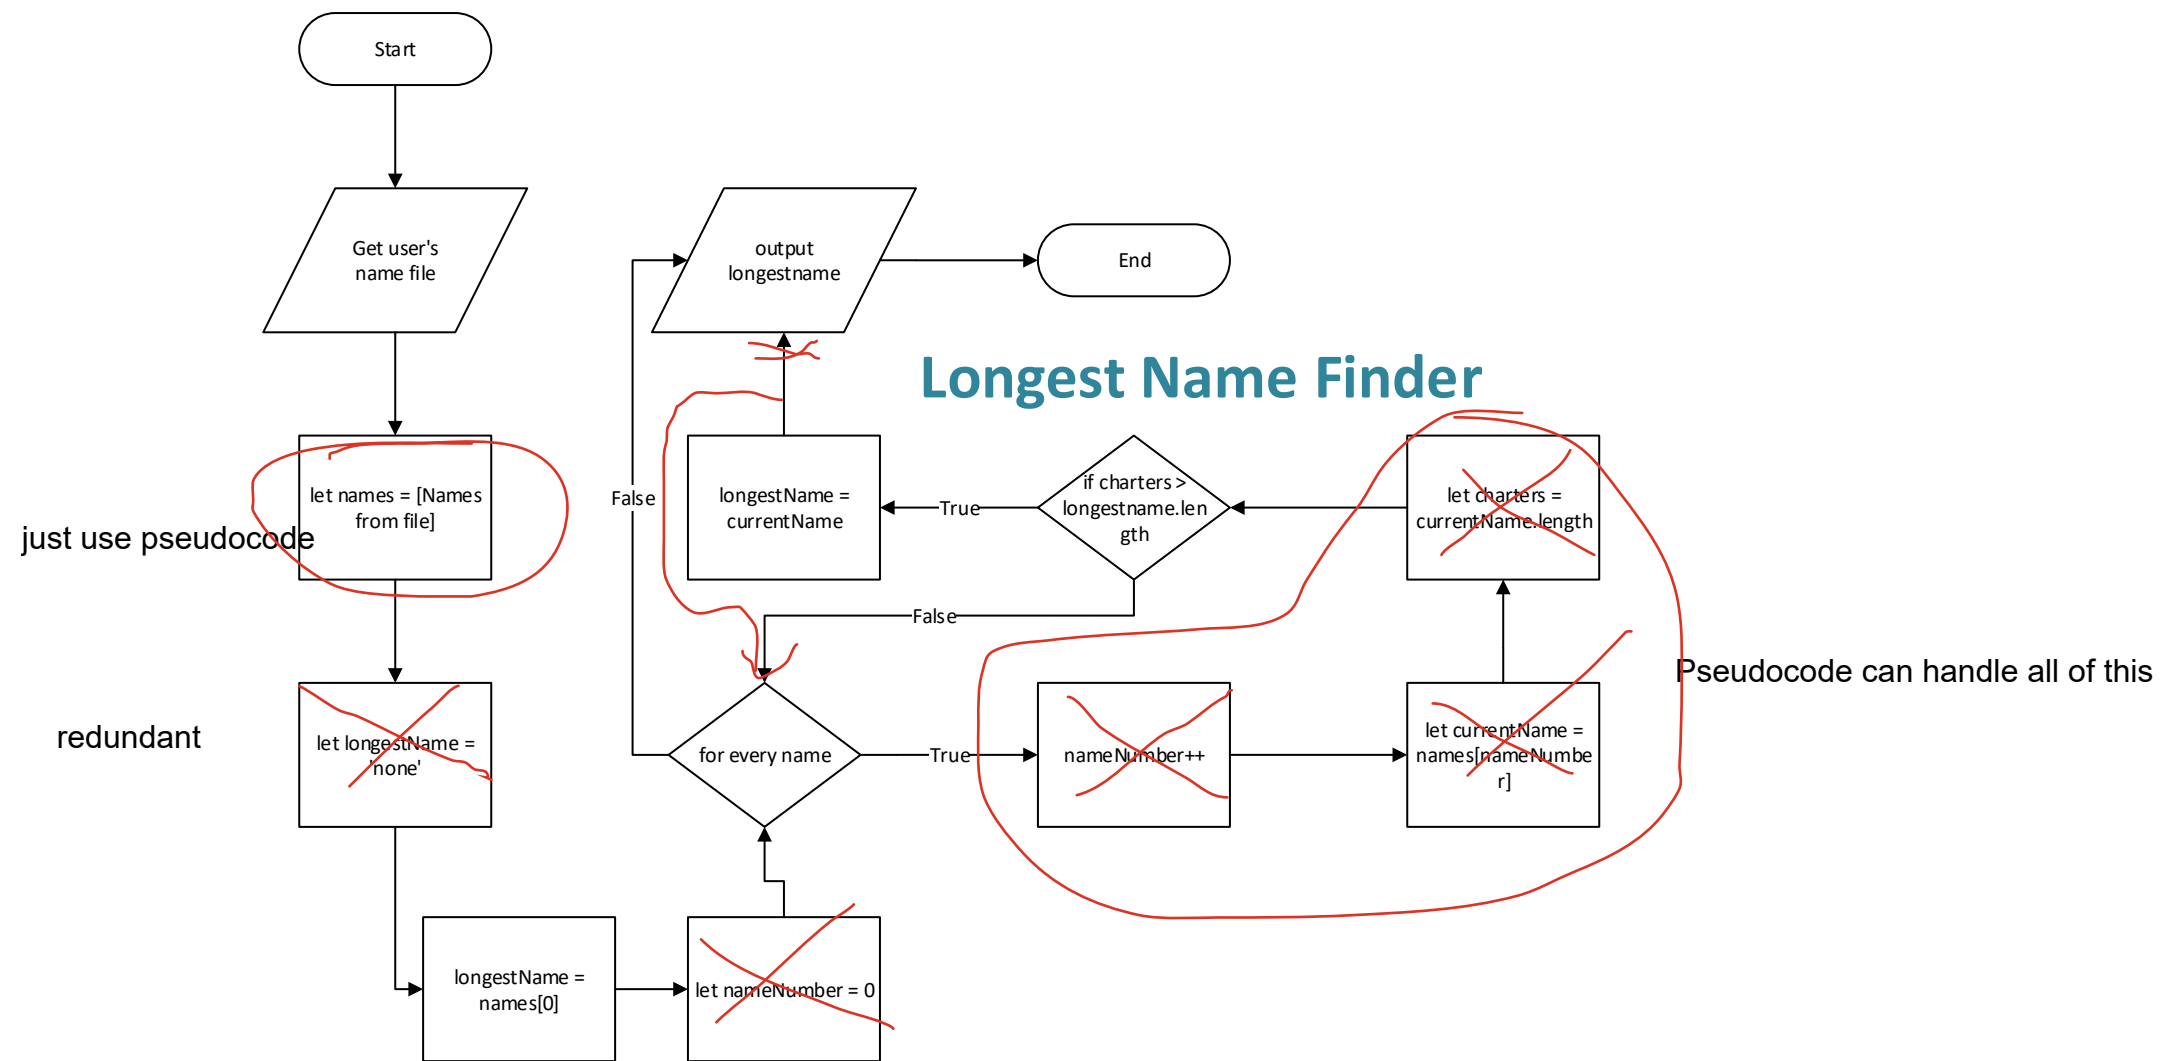 Start
Get user's
name file
let names = [Names
from file]
just use pseudocode
let longestName =
'none'
redundant
longestName =
names[0]
let nameNumber = 0
for every name
True
False
nameNumber++
let currentName =
names[nameNumbe
r]
let charters =
currentName.length
Pseudocode can handle all of this
if charters >
longestname.len
gth
True
False
longestName =
currentName
output
longestname
End
Longest Name Finder